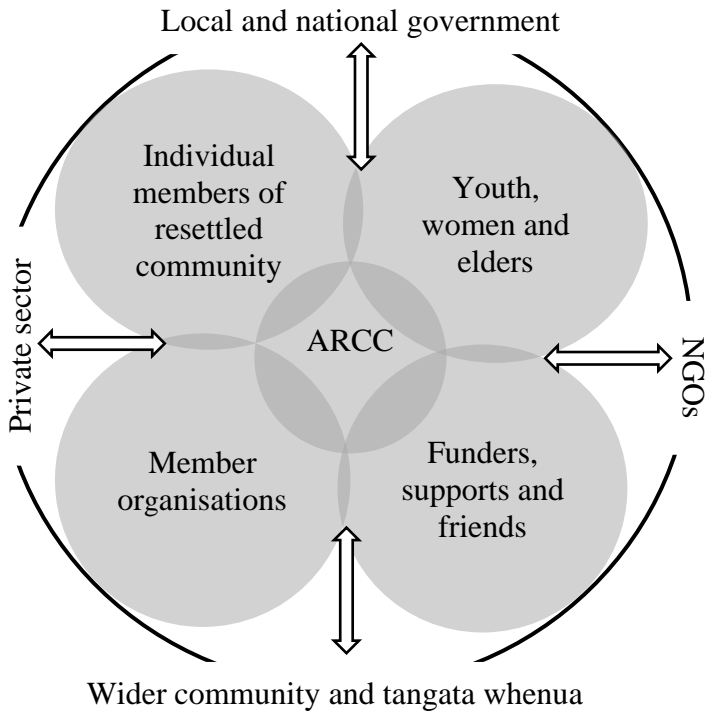 Local and national government
Individual
members of
resettled
community
Youth,
women and
elders
Private sector
ARCC
NGOs
Member
organisations
Funders,
supports and
friends
Wider community and tangata whenua